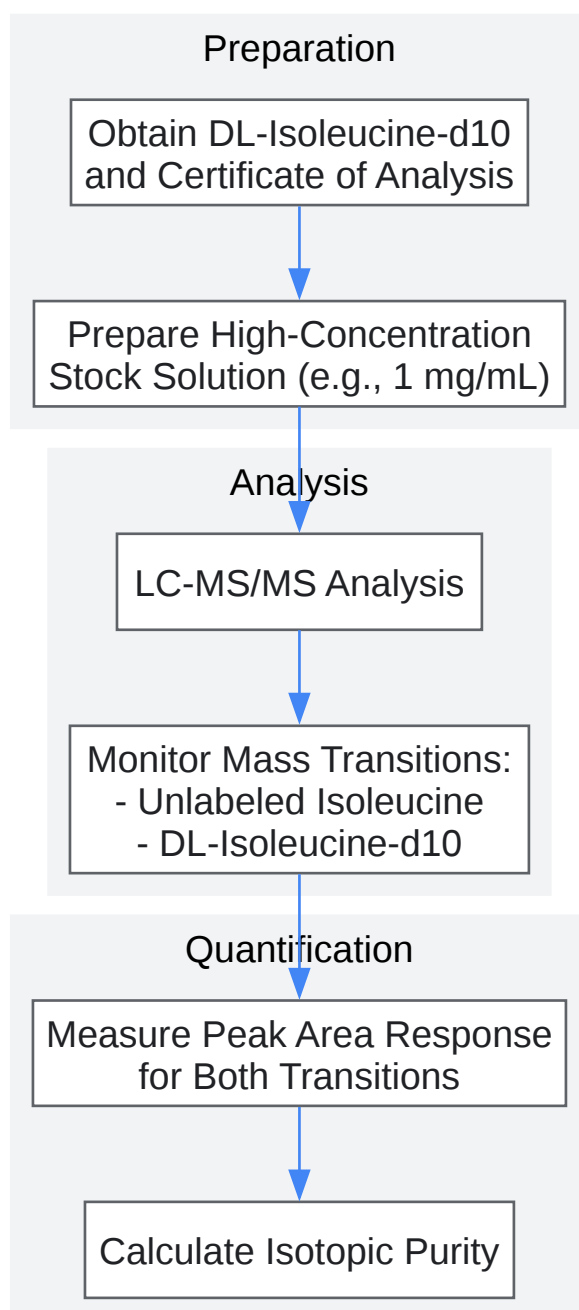 Preparation
Obtain DL-Isoleucine-d10
and Certificate of Analysis
Prepare High-Concentration
Stock Solution (e.g., 1 mg/mL)
Analysis
LC-MS/MS Analysis
Monitor Mass Transitions:
- Unlabeled Isoleucine
- DL-Isoleucine-d10
Quantification
Measure Peak Area Response
for Both Transitions
Calculate Isotopic Purity